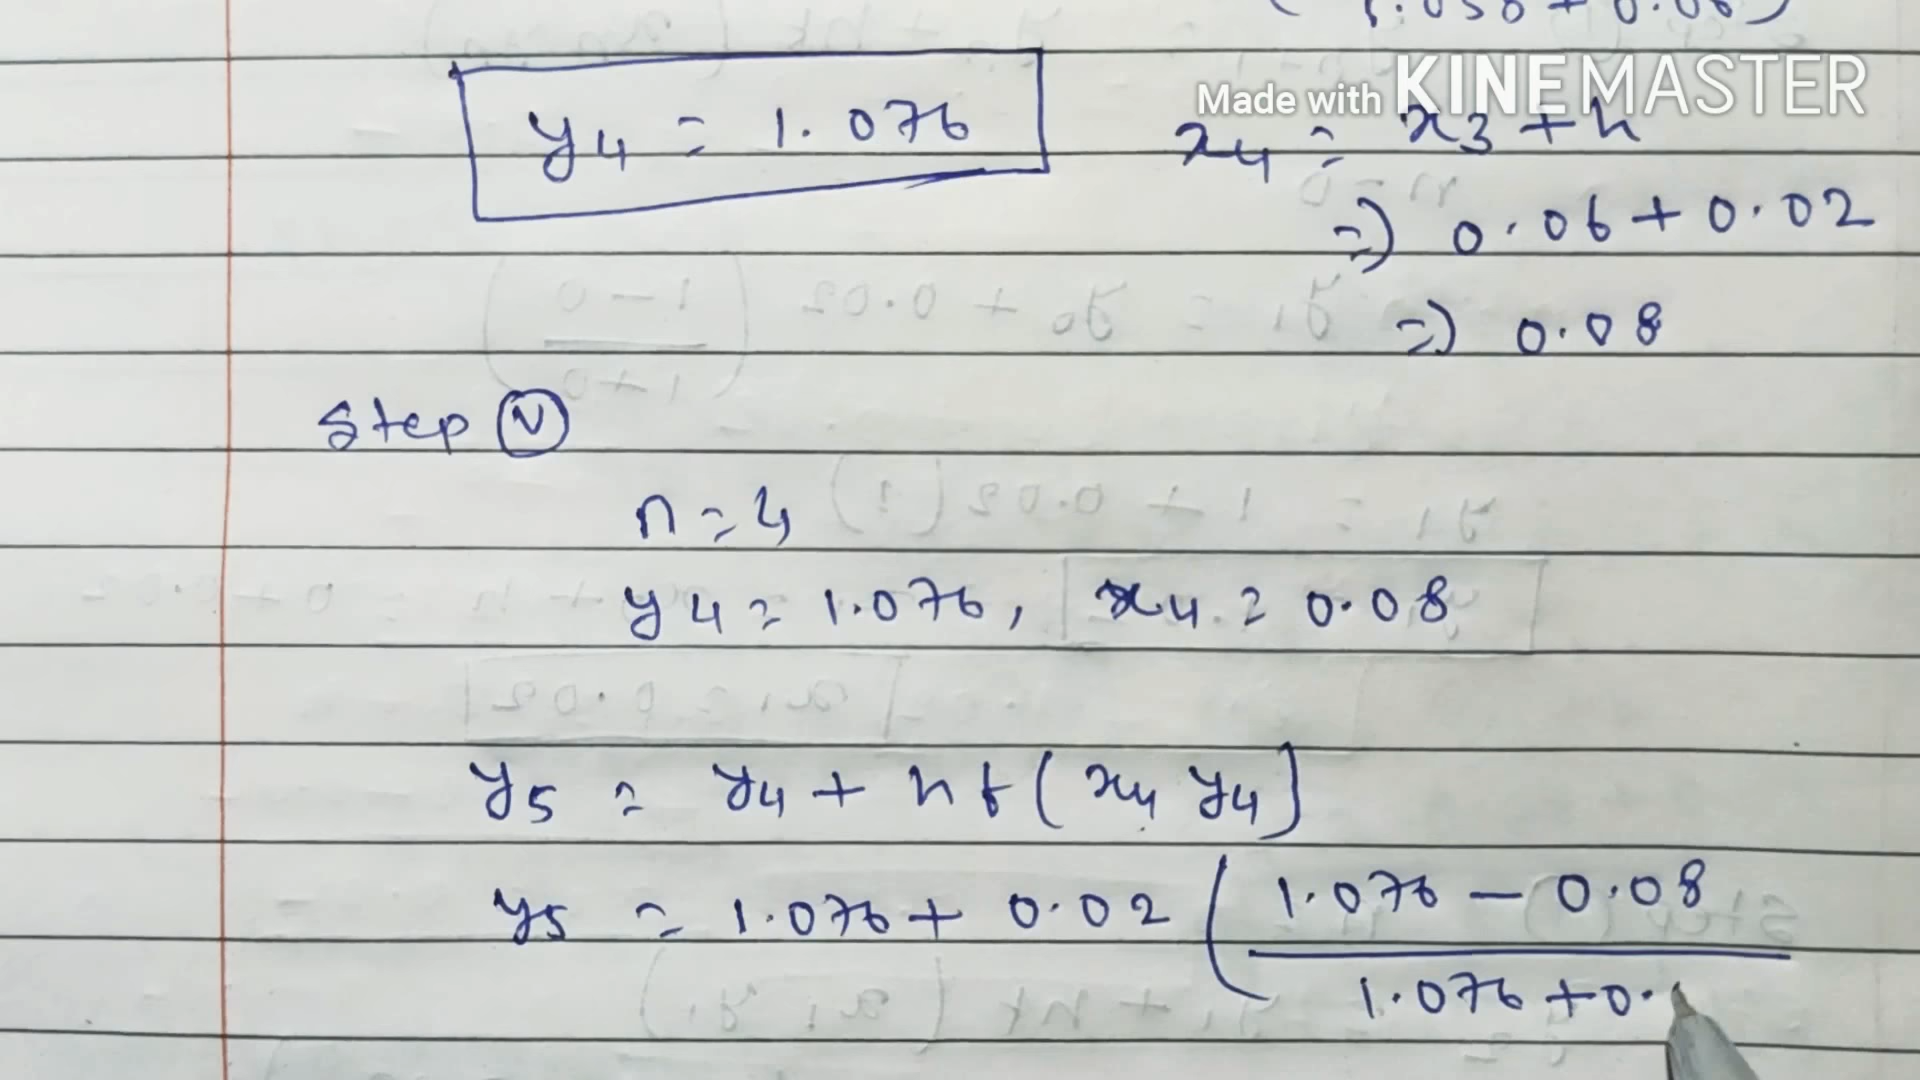 Made with KINEMASTER
y4 = 1.076
x4 = x3 + h
=) 0.06 + 0.02
=) 0.08
Step V
n = 4
y4 = 1.076, x4 = 0.08
y5 = y4 + hf(x4 y4)
y5 = 1.076 + 0.02 ( 1.076 - 0.08
1.076 + 0.